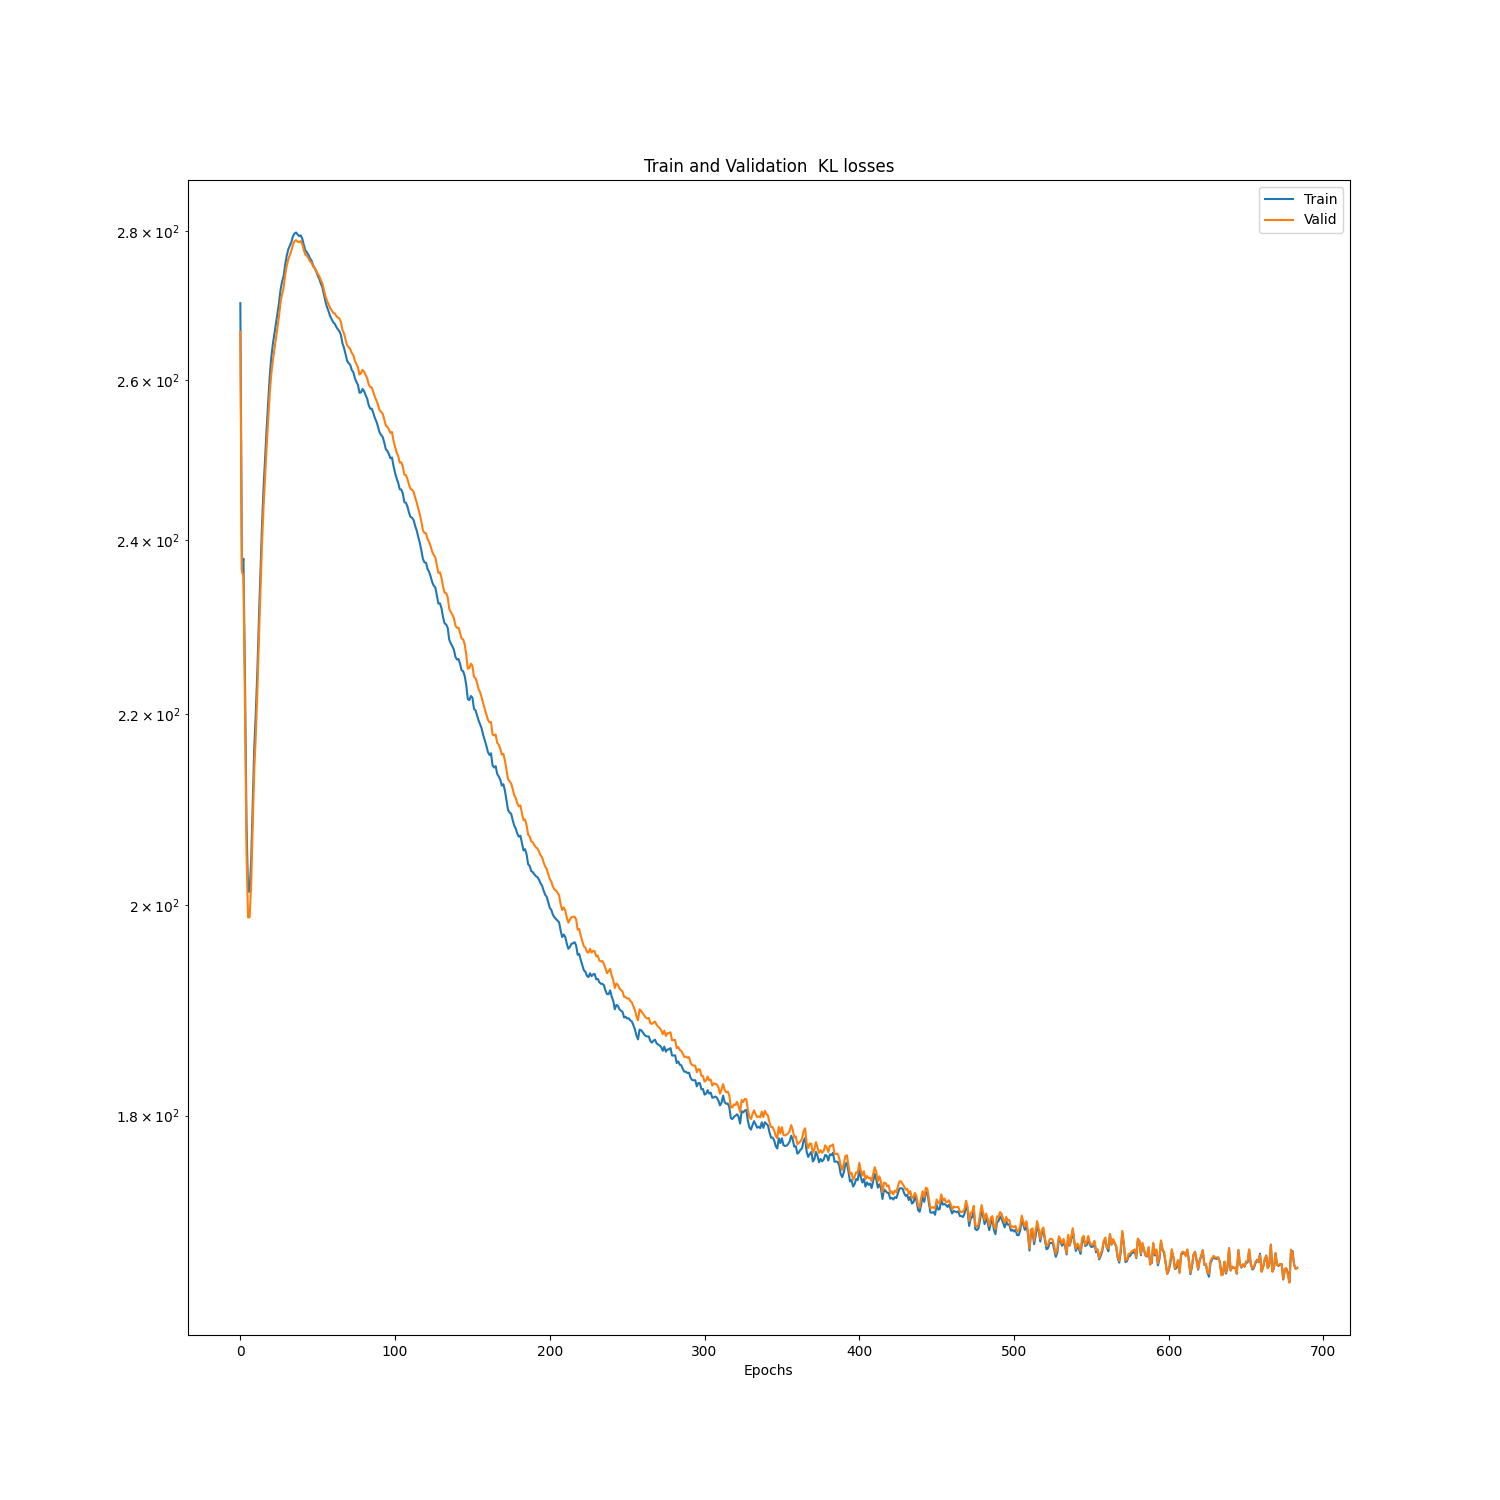 Train and Validation  KL losses
Train
Valid
2.8 × 10²
2.6 × 10²
2.4 × 10²
2.2 × 10²
2 × 10²
1.8 × 10²
0 100 200 300 400 500 600 700
Epochs